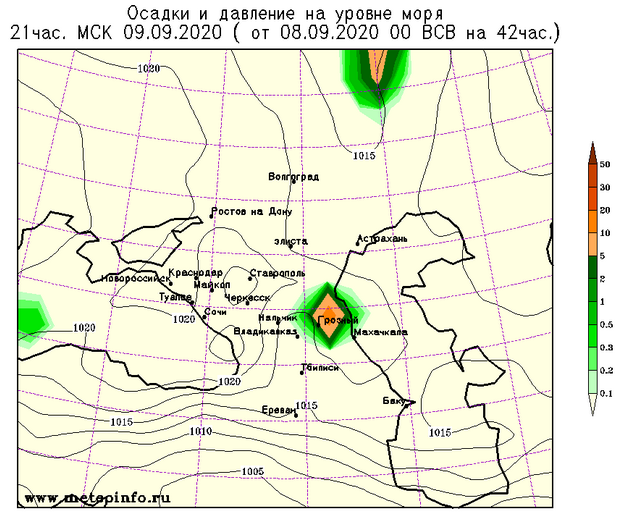 Осадки и давление на уровне моря
21час. МСК 09.09.2020 ( от 08.09.2020 00 ВСВ на 42час.)
1020
1015
Волгоград
Ростов на Дону
элиста
Астрахань
Новороссийск
Краснодар
Майкоп
Ставрополь
Туапсе
Черкесск
Сочи
1020
1020
Нальчик
Грозный
Владикавказ
Махачкала
Тбилиси
1020
Ереван
1015
Баку
1015
1010
1015
1005
www.meteoinfo.ru
50
30
20
10
5
2
1
0.5
0.3
0.2
0.1